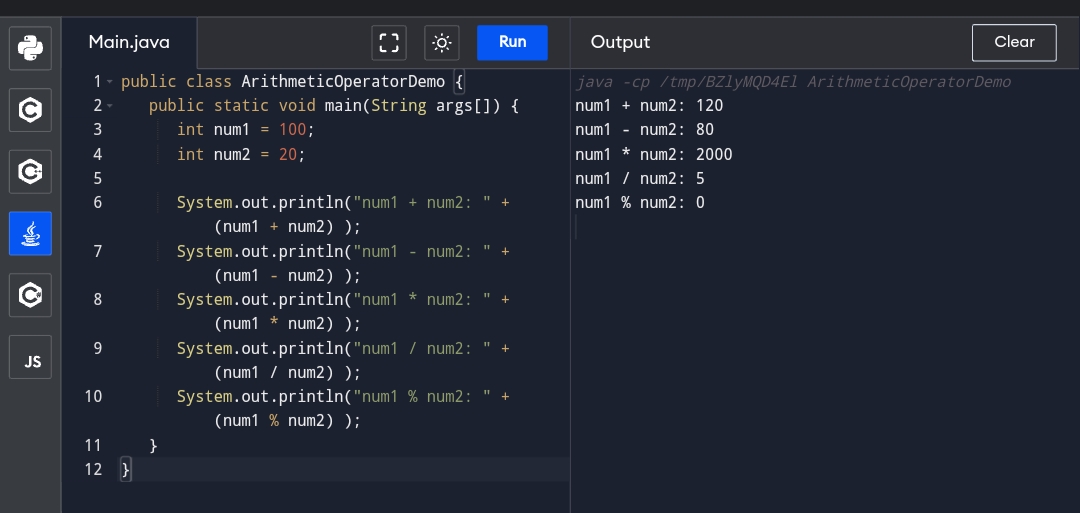 Main.java
Run
Output
Clear
1 public class ArithmeticOperatorDemo {
2 public static void main(String args[]) {
3 int num1 = 100;
4 int num2 = 20;
5
6 System.out.println("num1 + num2: " +
(num1 + num2) );
7 System.out.println("num1 - num2: " +
(num1 - num2) );
8 System.out.println("num1 * num2: " +
(num1 * num2) );
9 System.out.println("num1 / num2: " +
(num1 / num2) );
10 System.out.println("num1 % num2: " +
(num1 % num2) );
11 }
12 }
java -cp /tmp/BZlyMQD4El ArithmeticOperatorDemo
num1 + num2: 120
num1 - num2: 80
num1 * num2: 2000
num1 / num2: 5
num1 % num2: 0
JS